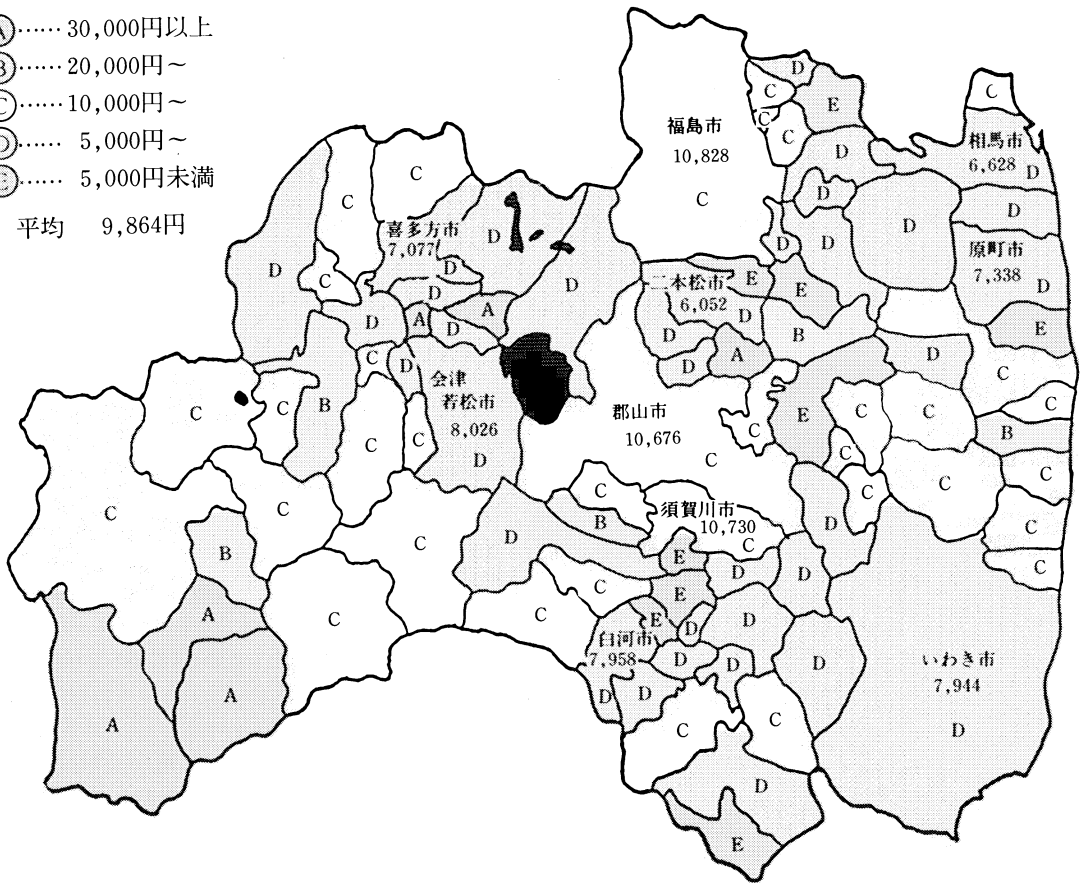 A……30,000円以上
B……20,000円～
C……10,000円～
D…… 5,000円～
E…… 5,000円未満
平均 9,864円
D
C
E
C
C
C
福島市
10,828
C
D
相馬市
6,628
D
D
D
D
原町市
7,338
D
E
C
C
喜多方市
7,077
D
D
D
D
C
D
D
A
D
A
D
二本松市
6,052
E
D
D
D
A
E
B
D
D
C
C
B
C
C
C
C
C
B
C
D
会津
若松市
8,026
D
C
C
郡山市
10,676
C
C
E
C
C
C
C
C
D
C
C
C
B
C
D
C
B
須賀川市
10,730
C
E
D
D
C
E
E
D
D
白河市
7,958
D
D
D
D
D
C
C
D
E
A
A
A
C
C
いわき市
7,944
D